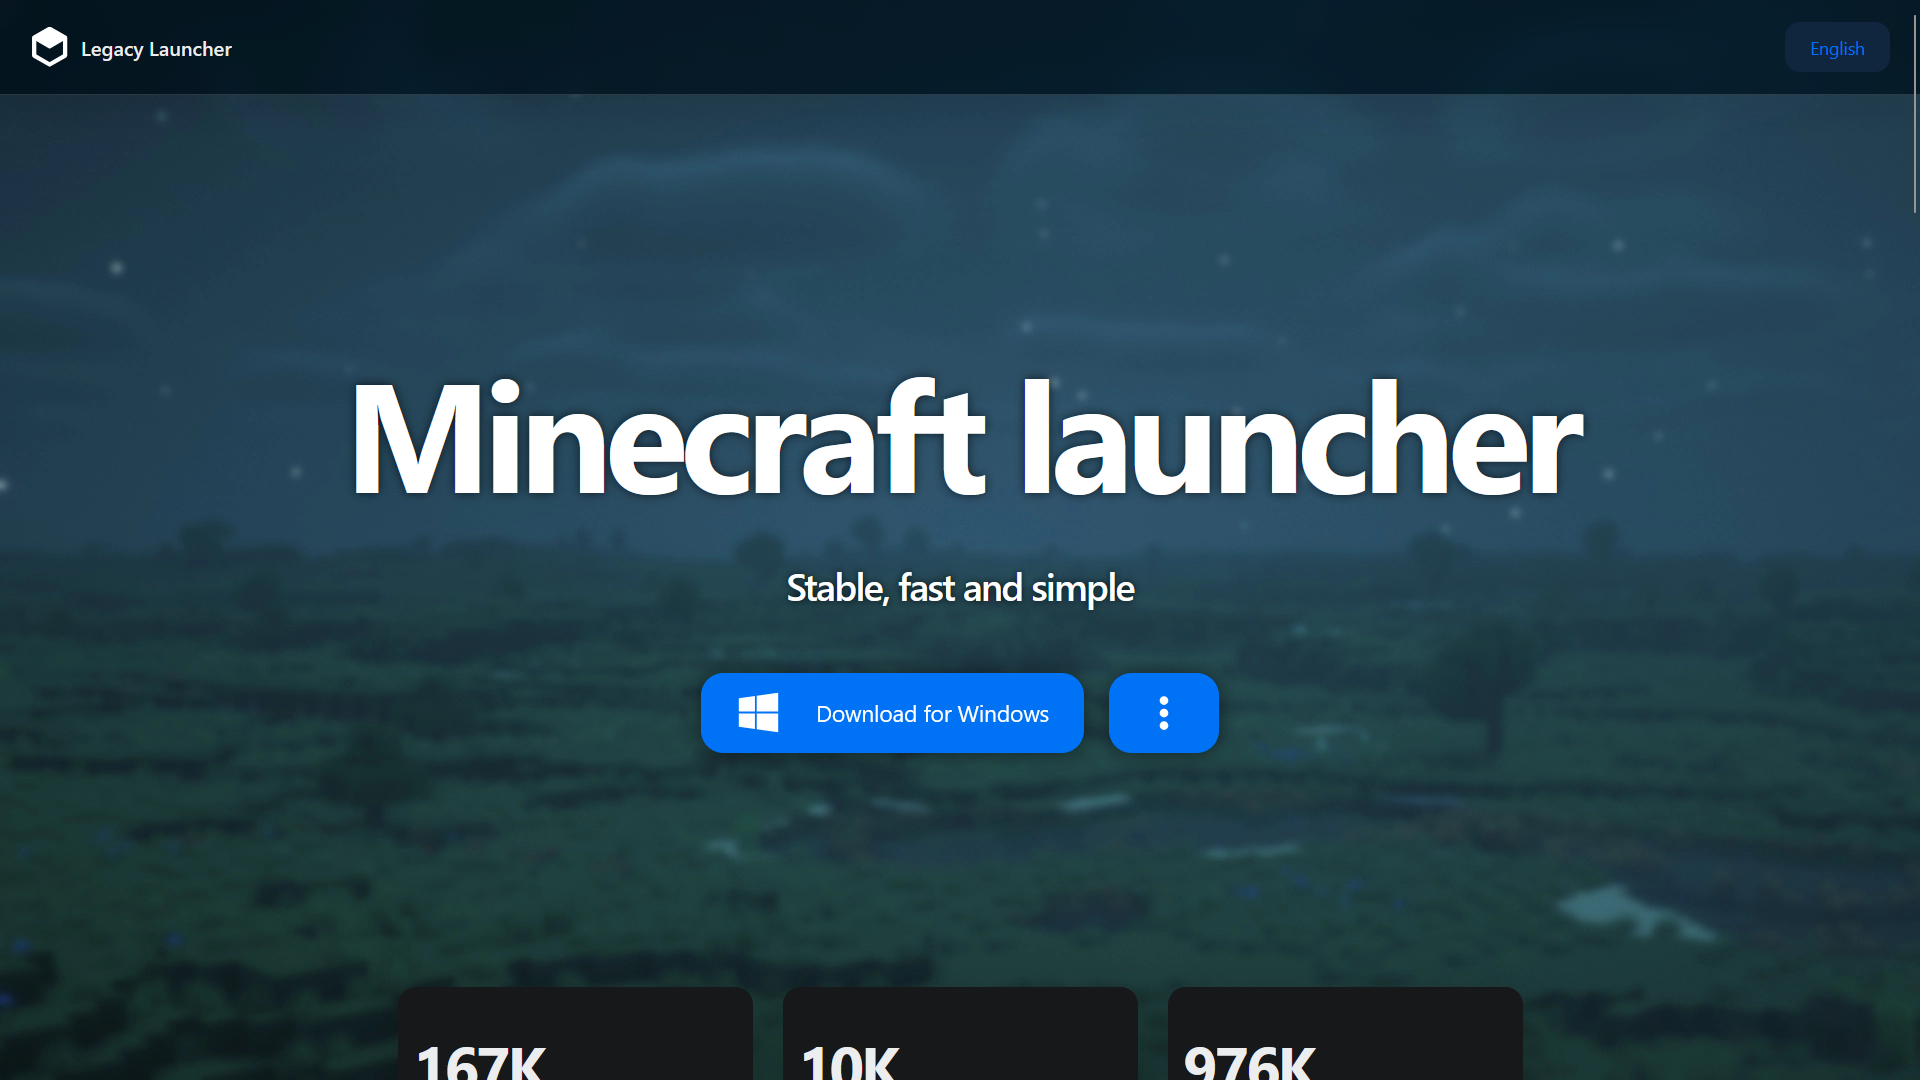 Legacy Launcher
English
Minecraft launcher
Stable, fast and simple
Download for Windows
167K
10K
976K